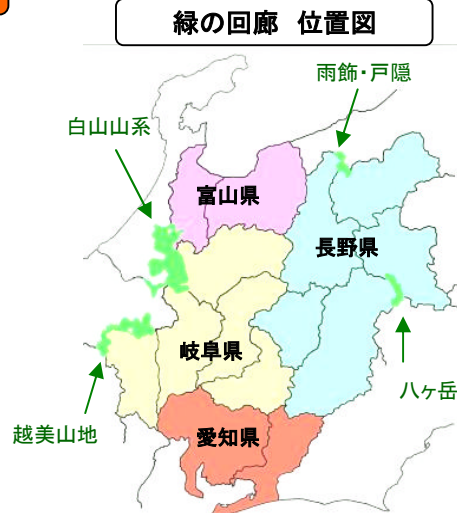 緑の回廊 位置図
雨飾・戸隠
白山山系
富山県
長野県
岐阜県
八ヶ岳
越美山地
愛知県